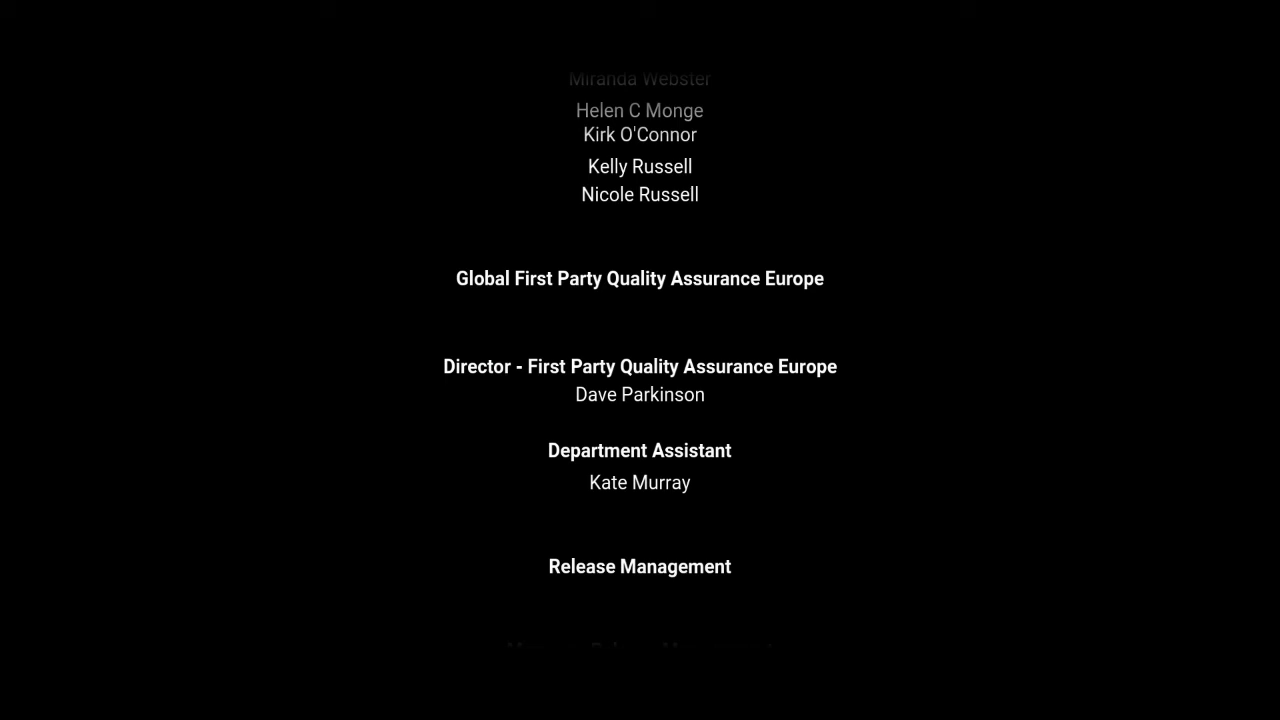 Miranda Webster
Helen C Monge
Kirk O'Connor
Kelly Russell
Nicole Russell
Global First Party Quality Assurance Europe
Director - First Party Quality Assurance Europe
Dave Parkinson
Department Assistant
Kate Murray
Release Management